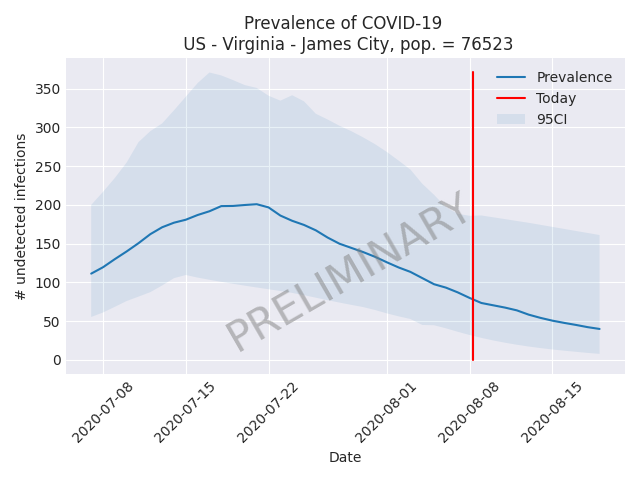 Prevalence of COVID-19
US - Virginia - James City, pop. = 76523
# undetected infections
350
300
250
200
150
100
50
0
Prevalence
Today
95CI
PRELIMINARY
2020-07-08
2020-07-15
2020-07-22
2020-08-01
2020-08-08
2020-08-15
Date